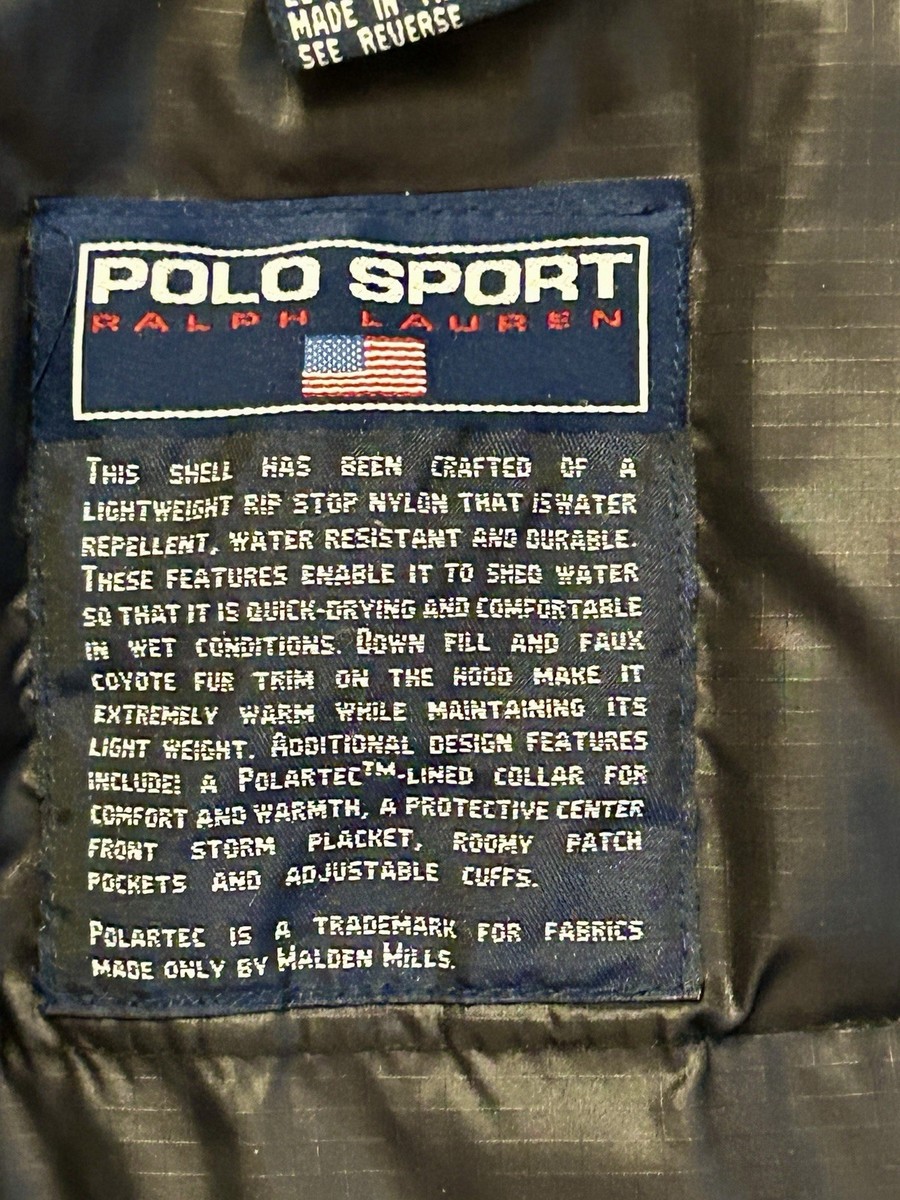 MADE IN
SEE REVERSE
POLO SPORT
RALPH LAUREN
THIS SHELL HAS BEEN CRAFTED OF A
LIGHTWEIGHT RIP STOP NYLON THAT IS WATER
REPELLENT, WATER RESISTANT AND DURABLE.
THESE FEATURES ENABLE IT TO SHED WATER
SO THAT IT IS QUICK-DRYING AND COMFORTABLE
IN WET CONDITIONS. DOWN FILL AND FAUX
COYOTE FUR TRIM ON THE HOOD MAKE IT
EXTREMELY WARM WHILE MAINTAINING ITS
LIGHT WEIGHT. ADDITIONAL DESIGN FEATURES
INCLUDE: A POLARTEC™-LINED COLLAR FOR
COMFORT AND WARMTH, A PROTECTIVE CENTER
FRONT STORM PLACKET, ROOMY PATCH
POCKETS AND ADJUSTABLE CUFFS.
POLARTEC IS A TRADEMARK FOR FABRICS
MADE ONLY BY MALDEN MILLS.